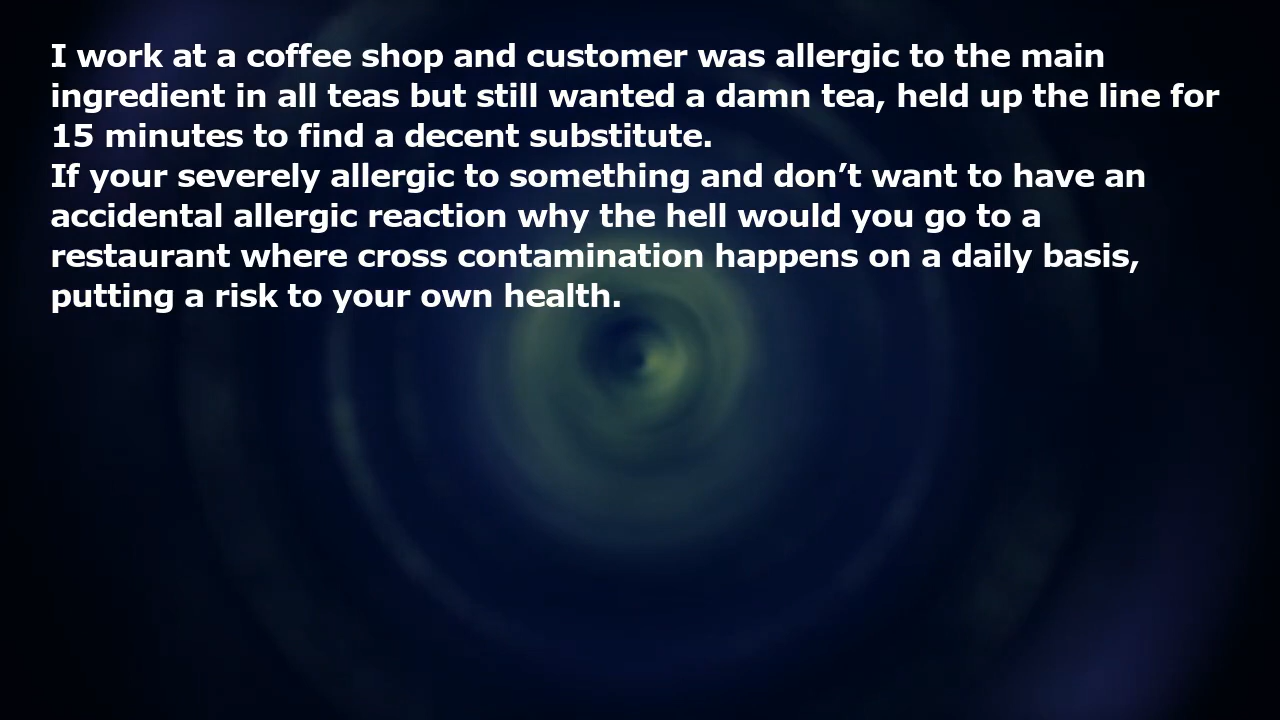 I work at a coffee shop and customer was allergic to the main
ingredient in all teas but still wanted a damn tea, held up the line for
15 minutes to find a decent substitute.
If your severely allergic to something and don’t want to have an
accidental allergic reaction why the hell would you go to a
restaurant where cross contamination happens on a daily basis,
putting a risk to your own health.